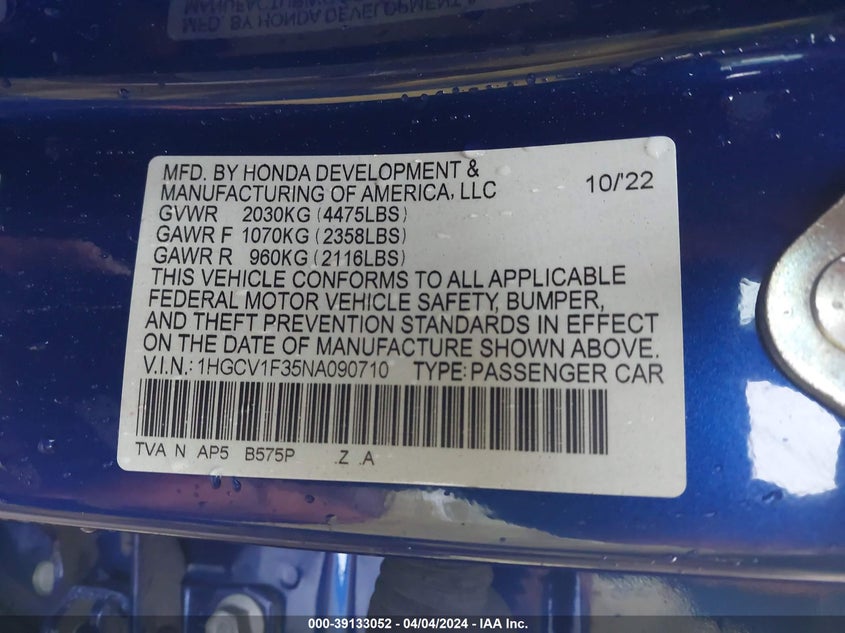 MFD. BY HONDA DEVELOPMENT &
MANUFACTURING OF AMERICA, LLC 10/'22
GVWR 2030KG (4475LBS)
GAWR F 1070KG (2358LBS)
GAWR R 960KG (2116LBS)
THIS VEHICLE CONFORMS TO ALL APPLICABLE
FEDERAL MOTOR VEHICLE SAFETY, BUMPER,
AND THEFT PREVENTION STANDARDS IN EFFECT
ON THE DATE OF MANUFACTURE SHOWN ABOVE.
V.I.N.: 1HGCV1F35NA090710 TYPE: PASSENGER CAR
TVA N AP5 B575P .Z .A
000-39133052 - 04/04/2024 - IAA Inc.